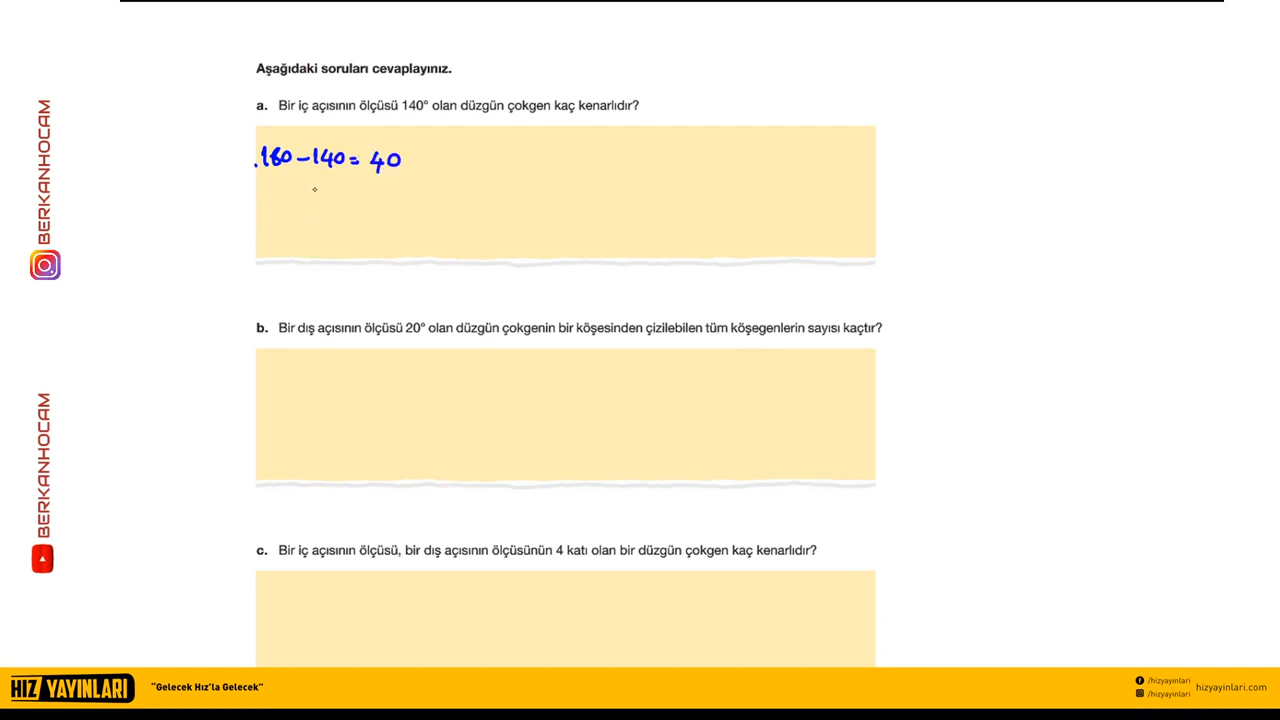 Aşağıdaki soruları cevaplayınız.
a. Bir iç açısının ölçüsü 140° olan düzgün çokgen kaç kenarlıdır?
.180-140= 40
b. Bir dış açısının ölçüsü 20° olan düzgün çokgenin bir köşesinden çizilebilen tüm köşegenlerin sayısı kaçtır?
c. Bir iç açısının ölçüsü, bir dış açısının ölçüsünün 4 katı olan bir düzgün çokgen kaç kenarlıdır?
BERKANHOCAM
BERKANHOCAM
HIZ YAYINLARI
"Gelecek Hız'la Gelecek"
/hizyayinlari
/hizyayinlari
hizyayinlari.com